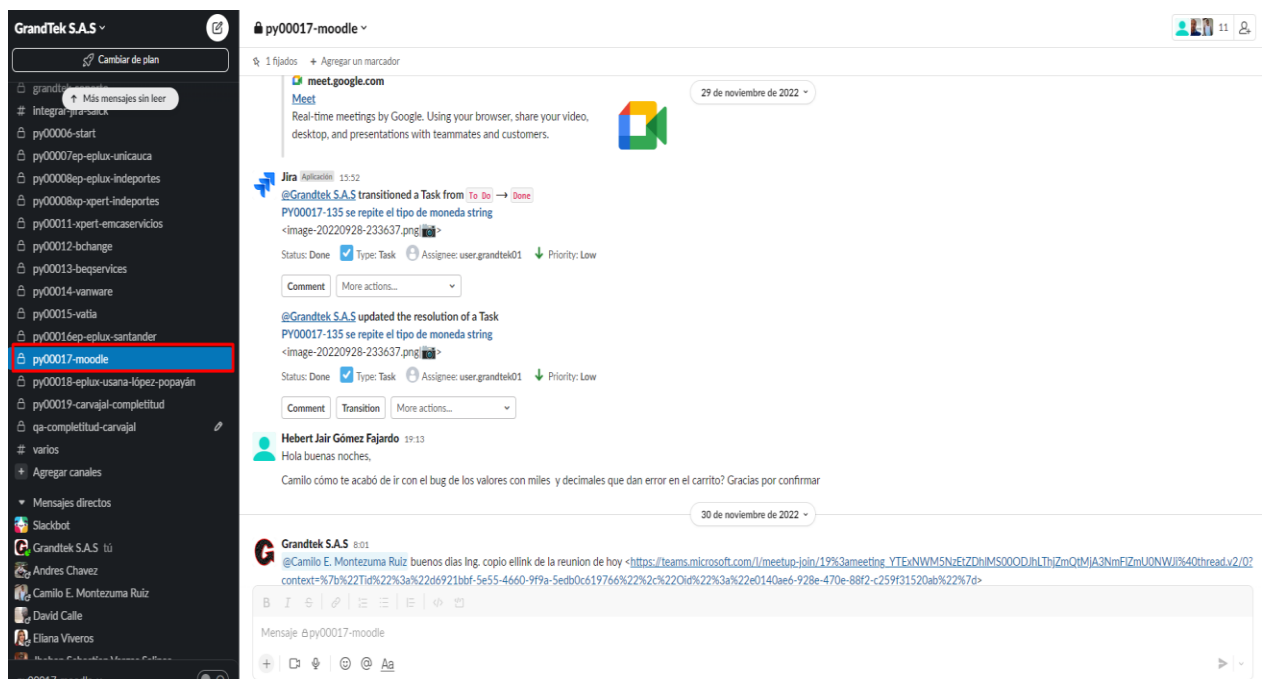 GrandTek S.A.S
Cambiar de plan
Más mensajes sin leer
# integrar-jira-salck
py00006-start
py00007ep-eplux-unicauca
py00008ep-eplux-indeportes
py00008xp-xpert-indeportes
py00011-xpert-emcaservicios
py00012-bchange
py00013-beqservices
py00014-vanware
py00015-vatia
py00016ep-eplux-santander
py00017-moodle
py00018-eplux-usana-lópez-popayán
py00019-carvajal-completitud
qa-completitud-carvajal
# varios
+ Agregar canales
Mensajes directos
Slackbot
Grandtek S.A.S tú
Andres Chavez
Camilo E. Montezuma Ruiz
David Calle
Eliana Viveros
py00017-moodle
11
1 fijados + Agregar un marcador
meet.google.com
Meet
Real-time meetings by Google. Using your browser, share your video,
desktop, and presentations with teammates and customers.
29 de noviembre de 2022
Jira Aplicación 15:52
@Grandtek S.A.S transitioned a Task from To Do → Done
PY00017-135 se repite el tipo de moneda string
<image-20220928-233637.png|📷>
Status: Done Type: Task Assignee: user.grandtek01 Priority: Low
Comment More actions...
@Grandtek S.A.S updated the resolution of a Task
PY00017-135 se repite el tipo de moneda string
<image-20220928-233637.png|📷>
Status: Done Type: Task Assignee: user.grandtek01 Priority: Low
Comment Transition More actions...
Hebert Jair Gómez Fajardo 19:13
Hola buenas noches,
Camilo cómo te acabó de ir con el bug de los valores con miles y decimales que dan error en el carrito? Gracias por confirmar
30 de noviembre de 2022
Grandtek S.A.S 8:01
@Camilo E. Montezuma Ruiz buenos dias Ing. copio ellink de la reunion de hoy <https://teams.microsoft.com/l/meetup-join/19%3ameeting_YTExNWM5NzEtZDhlMS00ODJhLThjZmQtMjA3NmFlZmU0NWJi%40thread.v2/0?
context=%7b%22Tid%22%3a%22d6921bbf-5e55-4660-9f9a-5edb0c619766%22%2c%22Oid%22%3a%22e0140ae6-928e-470e-88f2-c259f31520ab%22%7d>
Mensaje py00017-moodle